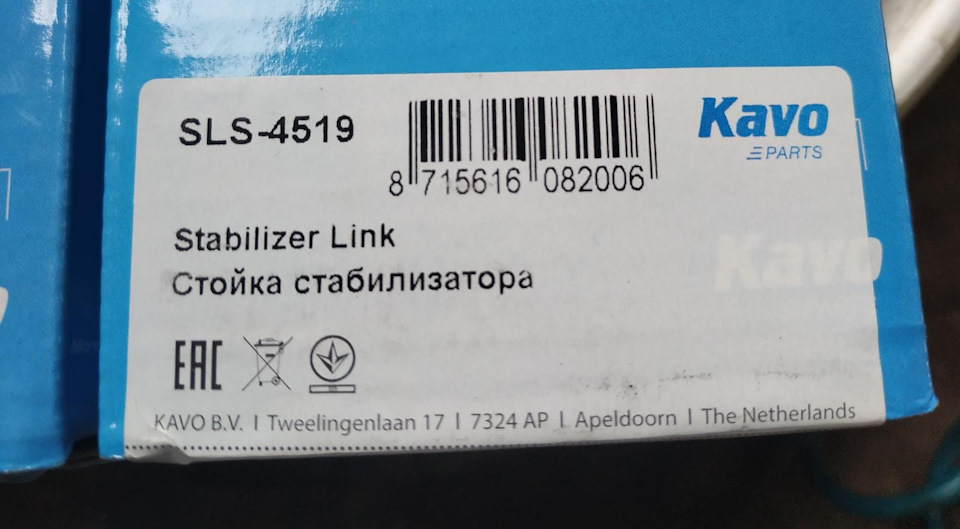 SLS-4519
8 715616 082006
Kavo
PARTS
Stabilizer Link
Стойка стабилизатора
Kavo
EAC
KAVO B.V. I Tweelingenlaan 17 I 7324 AP I Apeldoorn I The Netherlands